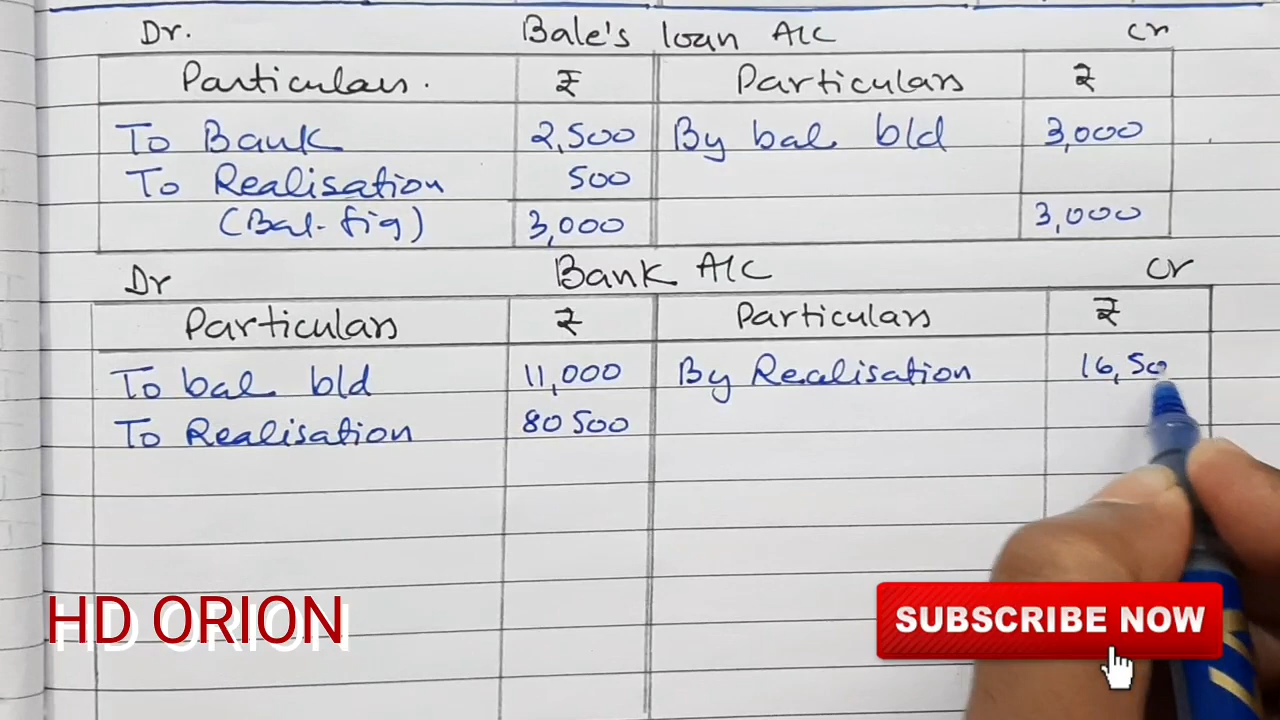 Dr. Bale's loan A/C Cr
Particulars. ₹ Particulars ₹
To Bank 2,500 By bal b/d 3,000
To Realisation 500
(Bal. fig) 3,000 3,000
Dr Bank A/C Cr
Particulars ₹ Particulars ₹
To bal b/d 11,000 By Realisation 16,50
To Realisation 80500
HD ORION
SUBSCRIBE NOW